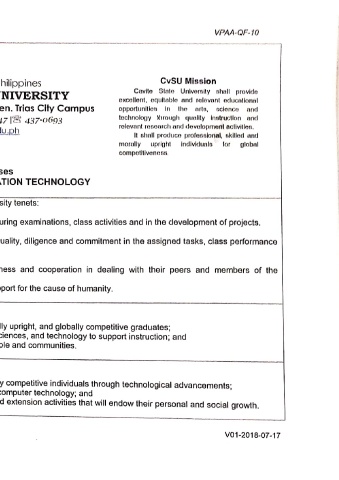 VPAA-QF-10
hilippines
NIVERSITY
en. Trias City Campus
47 ☏ 437-0693
du.ph
CvSU Mission
Cavite State University shall provide
excellent, equitable and relevant educational
opportunities in the arts, science and
technology through quality instruction and
relevant research and development activities.
It shall produce professional, skilled and
morally upright individuals for global
competitiveness.
ses
TION TECHNOLOGY
sity tenets:
uring examinations, class activities and in the development of projects.
uality, diligence and commitment in the assigned tasks, class performance
ness and cooperation in dealing with their peers and members of the
pport for the cause of humanity.
lly upright, and globally competitive graduates;
ciences, and technology to support instruction; and
ple and communities.
y competitive individuals through technological advancements;
computer technology; and
d extension activities that will endow their personal and social growth.
V01-2018-07-17